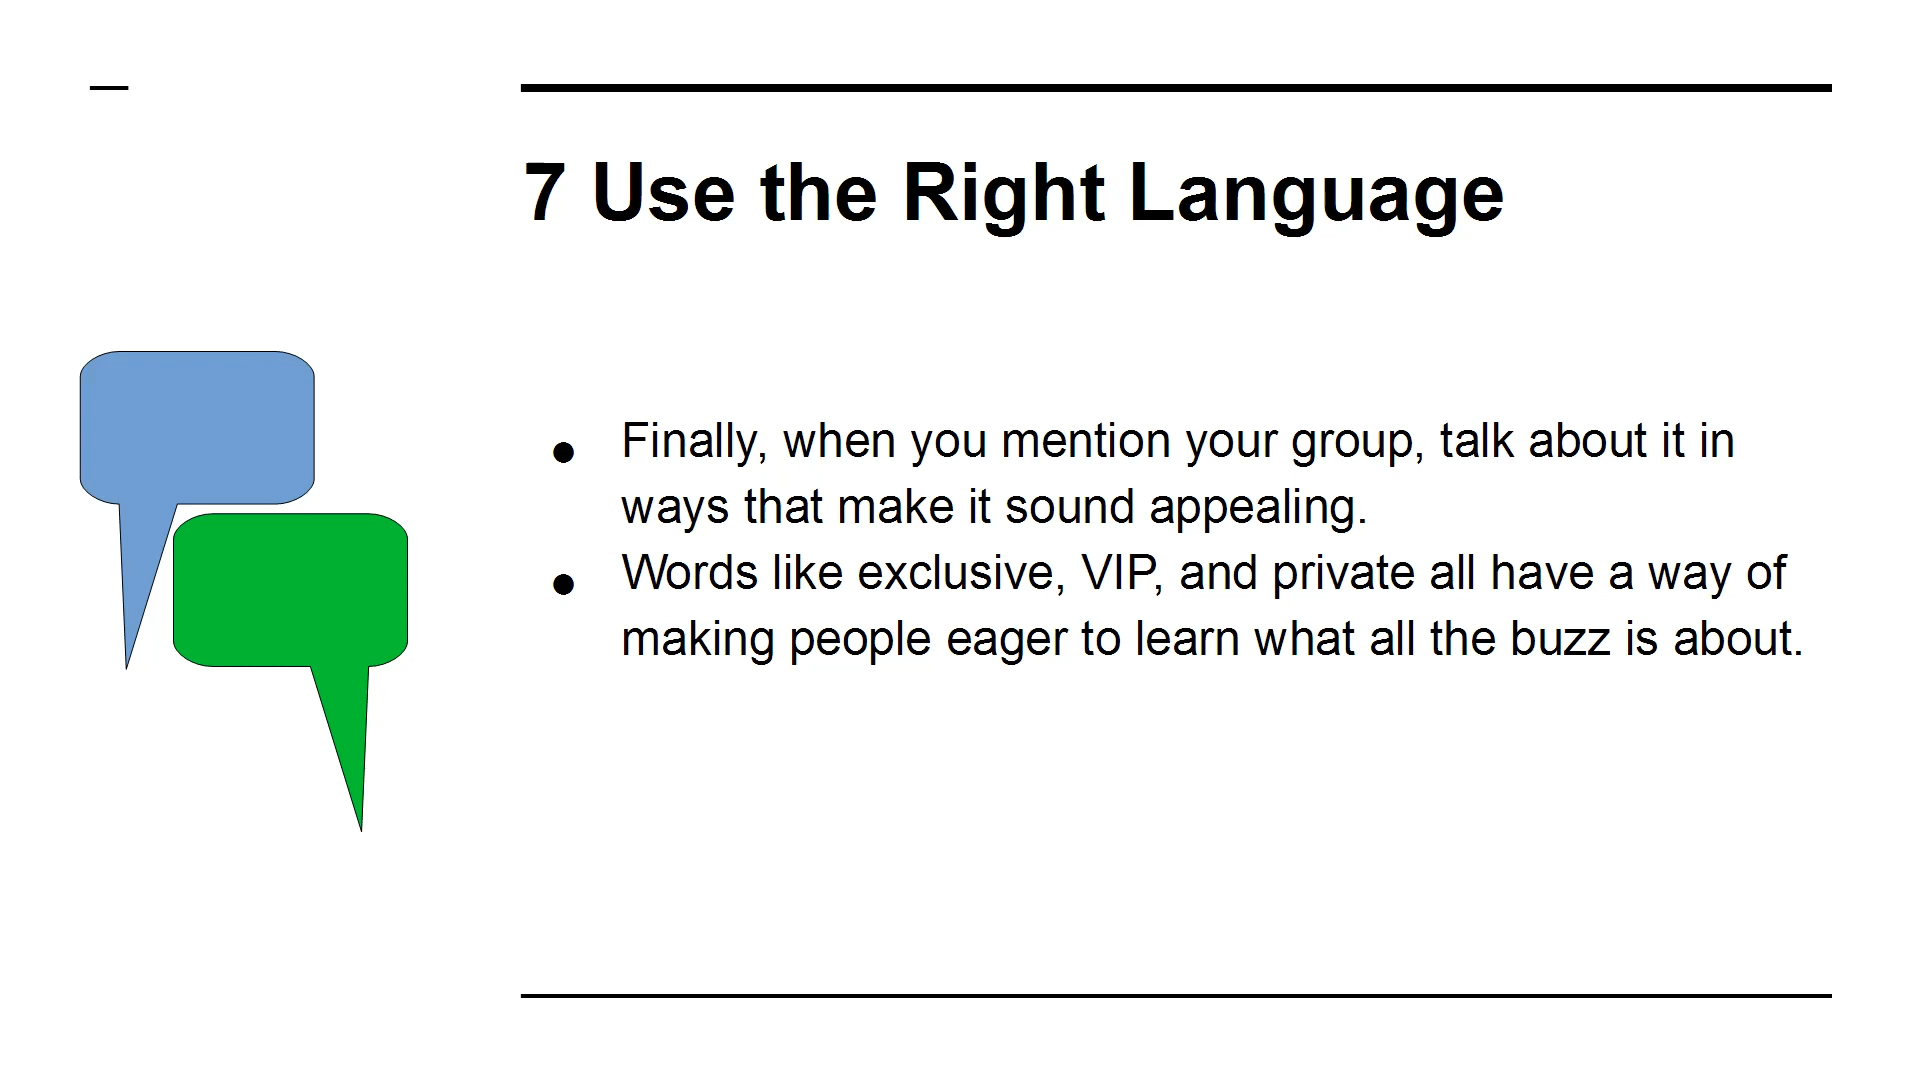 7 Use the Right Language
● Finally, when you mention your group, talk about it in
ways that make it sound appealing.
● Words like exclusive, VIP, and private all have a way of
making people eager to learn what all the buzz is about.